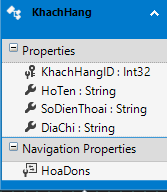 KhachHang
Properties
KhachHangID : Int32
HoTen : String
SoDienThoai : String
DiaChi : String
Navigation Properties
HoaDons